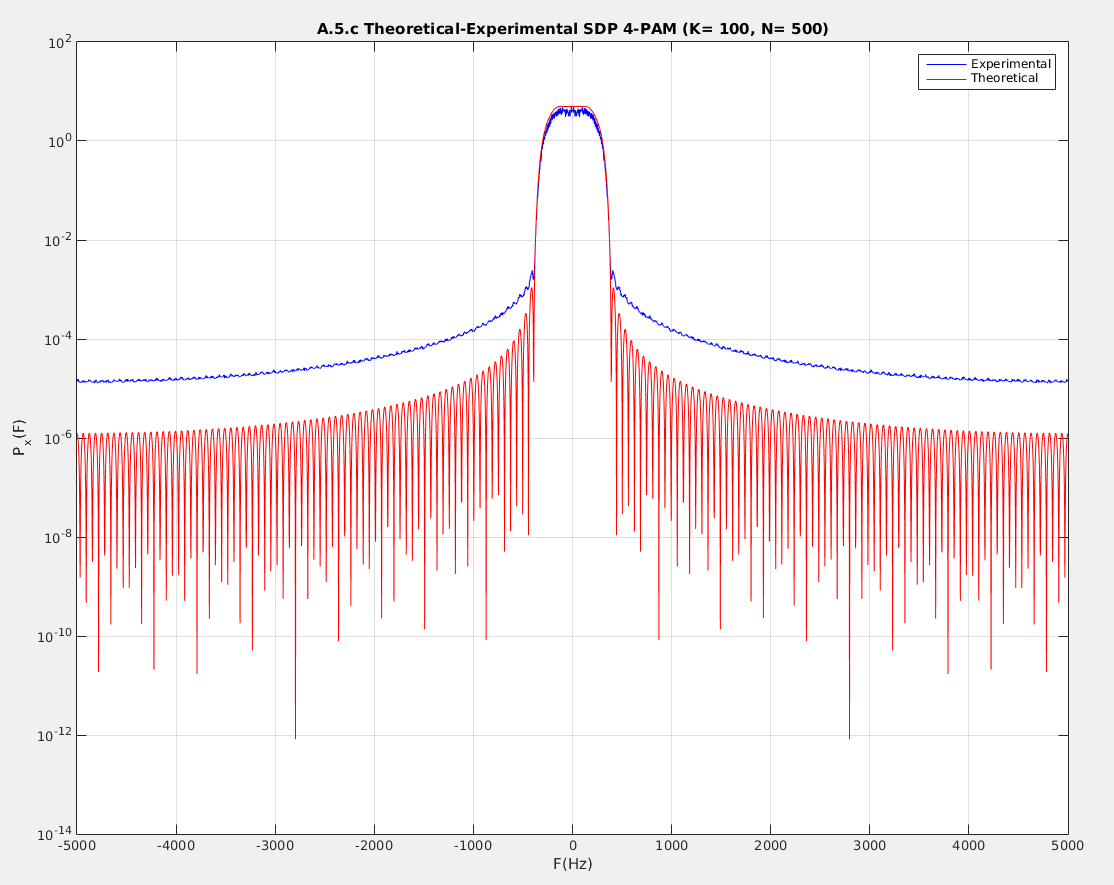 A.5.c Theoretical-Experimental SDP 4-PAM (K= 100, N= 500)
10^2
Experimental
Theoretical
10^0
10^-2
10^-4
P_x(F)
10^-6
10^-8
10^-10
10^-12
10^-14
-5000 -4000 -3000 -2000 -1000 0 1000 2000 3000 4000 5000
F(Hz)